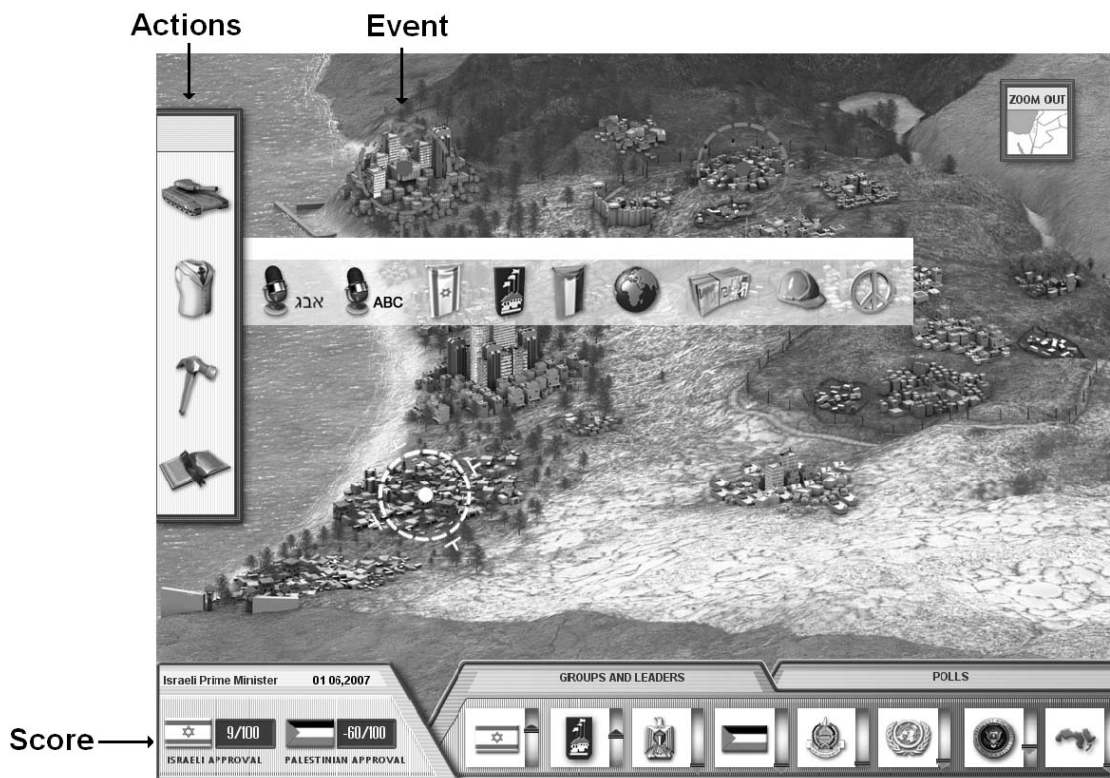 Actions
Event
ZOOM OUT
אבג
ABC
Israeli Prime Minister 01 06,2007
GROUPS AND LEADERS
POLLS
Score
9/100
-60/100
ISRAELI APPROVAL
PALESTINIAN APPROVAL